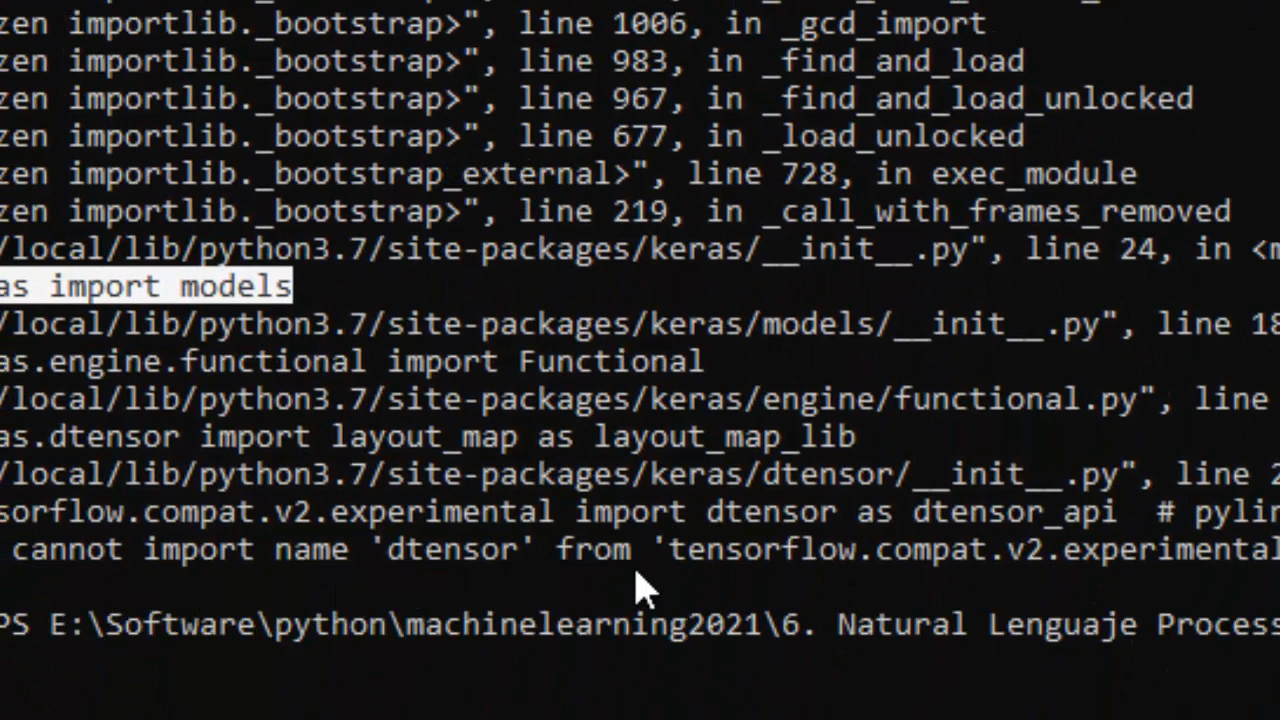 zen importlib._bootstrap>", line 1006, in _gcd_import
zen importlib._bootstrap>", line 983, in _find_and_load
zen importlib._bootstrap>", line 967, in _find_and_load_unlocked
zen importlib._bootstrap>", line 677, in _load_unlocked
zen importlib._bootstrap_external>", line 728, in exec_module
zen importlib._bootstrap>", line 219, in _call_with_frames_removed
/local/lib/python3.7/site-packages/keras/__init__.py", line 24, in <m
as import models
/local/lib/python3.7/site-packages/keras/models/__init__.py", line 18
as.engine.functional import Functional
/local/lib/python3.7/site-packages/keras/engine/functional.py", line
as.dtensor import layout_map as layout_map_lib
/local/lib/python3.7/site-packages/keras/dtensor/__init__.py", line 2
sorflow.compat.v2.experimental import dtensor as dtensor_api  # pylin
cannot import name 'dtensor' from 'tensorflow.compat.v2.experimental
PS E:\Software\python\machinelearning2021\6. Natural Lenguaje Process